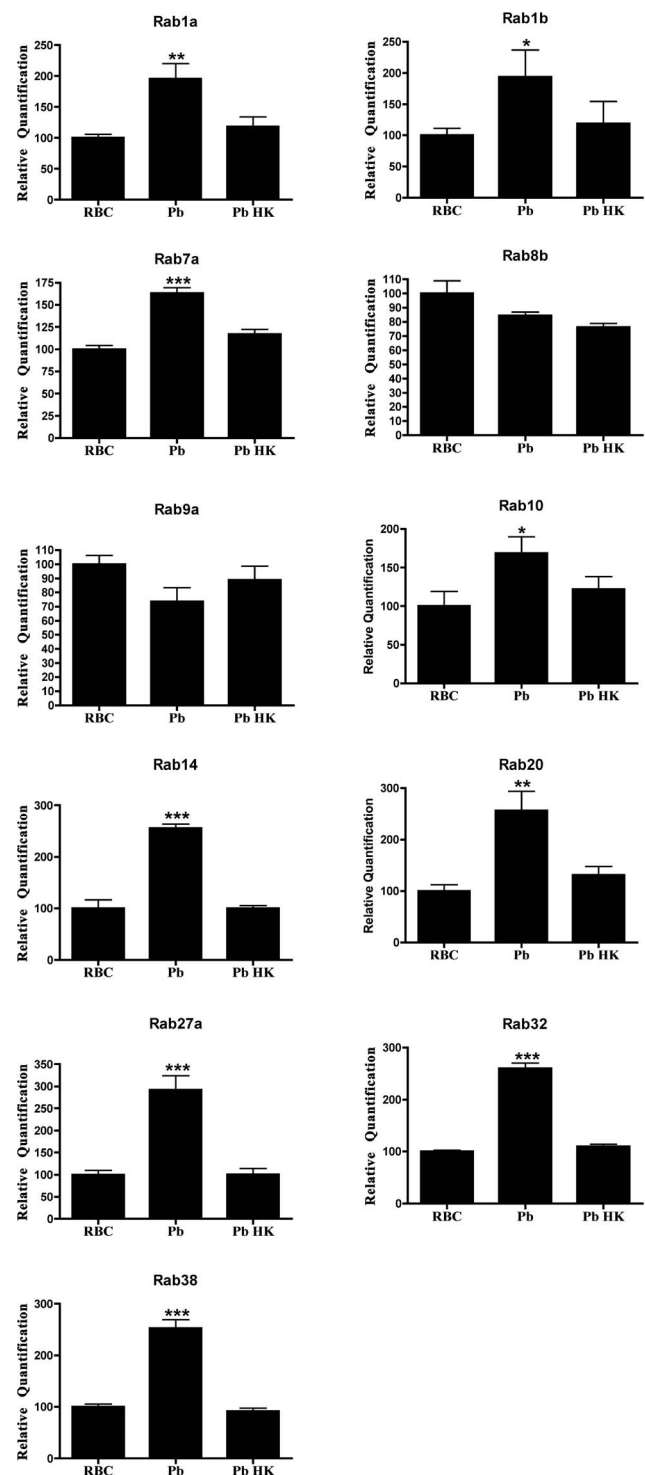 Rab1a
Relative Quantification
250
200
150
100
50
0
**
RBC Pb Pb HK
Rab1b
Relative Quantification
250
200
150
100
50
0
*
RBC Pb Pb HK
Rab7a
Relative Quantification
175
150
125
100
75
50
25
0
***
RBC Pb Pb HK
Rab8b
Relative Quantification
110
100
90
80
70
60
50
40
30
20
10
0
RBC Pb Pb HK
Rab9a
Relative Quantification
110
100
90
80
70
60
50
40
30
20
10
0
RBC Pb Pb HK
Rab10
Relative Quantification
200
150
100
50
0
*
RBC Pb Pb HK
Rab14
Relative Quantification
300
200
100
0
***
RBC Pb Pb HK
Rab20
Relative Quantification
300
200
100
0
**
RBC Pb Pb HK
Rab27a
Relative Quantification
350
300
250
200
150
100
50
0
***
RBC Pb Pb HK
Rab32
Relative Quantification
300
200
100
0
***
RBC Pb Pb HK
Rab38
Relative Quantification
300
200
100
0
***
RBC Pb Pb HK